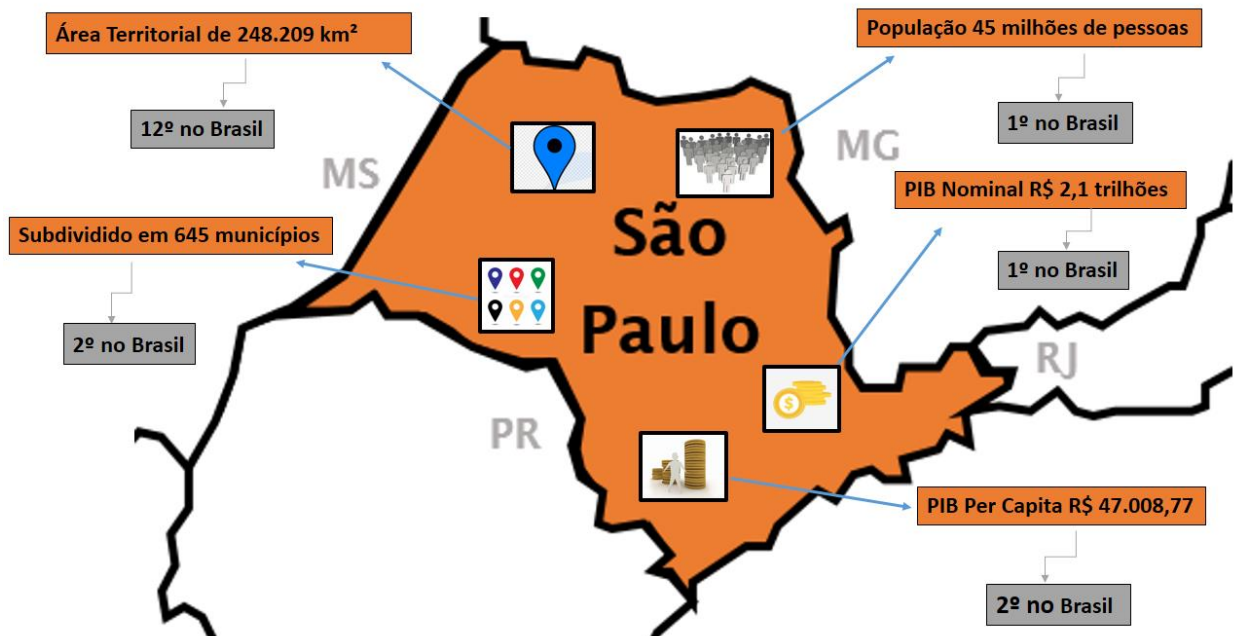 Área Territorial de 248.209 km²
12º no Brasil
População 45 milhões de pessoas
1º no Brasil
MS
MG
PIB Nominal R$ 2,1 trilhões
1º no Brasil
Subdividido em 645 municípios
2º no Brasil
São
Paulo
RJ
PR
$
PIB Per Capita R$ 47.008,77
2º no Brasil